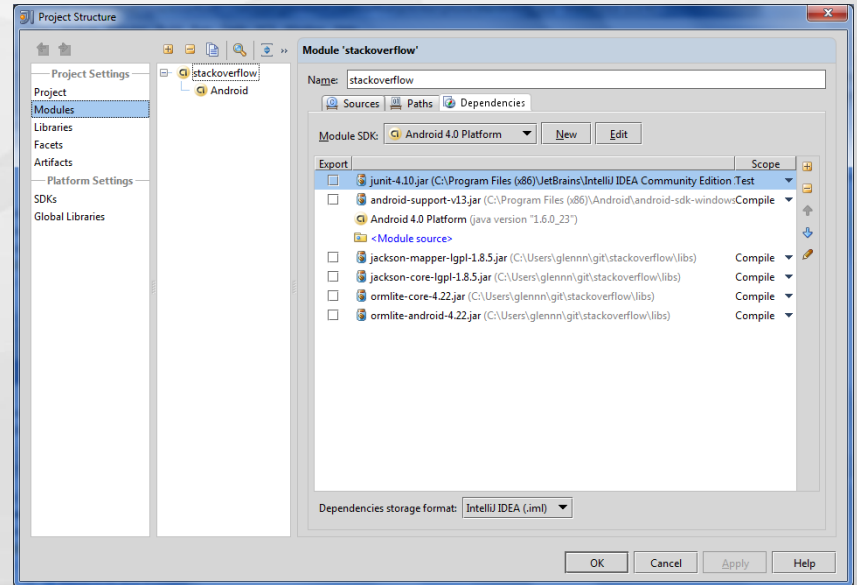 Project Structure
»
Module 'stackoverflow'
Project Settings
Project
Modules
Libraries
Facets
Artifacts
Platform Settings
SDKs
Global Libraries
stackoverflow
Android
Name: stackoverflow
Sources Paths Dependencies
Module SDK: Android 4.0 Platform New Edit
Export Scope
junit-4.10.jar (C:\Program Files (x86)\JetBrains\IntelliJ IDEA Community Edition Test
android-support-v13.jar (C:\Program Files (x86)\Android\android-sdk-windows Compile
Android 4.0 Platform (java version "1.6.0_23")
<Module source>
jackson-mapper-lgpl-1.8.5.jar (C:\Users\glennn\git\stackoverflow\libs) Compile
jackson-core-lgpl-1.8.5.jar (C:\Users\glennn\git\stackoverflow\libs) Compile
ormlite-core-4.22.jar (C:\Users\glennn\git\stackoverflow\libs) Compile
ormlite-android-4.22.jar (C:\Users\glennn\git\stackoverflow\libs) Compile
Dependencies storage format: IntelliJ IDEA (.iml)
OK Cancel Apply Help